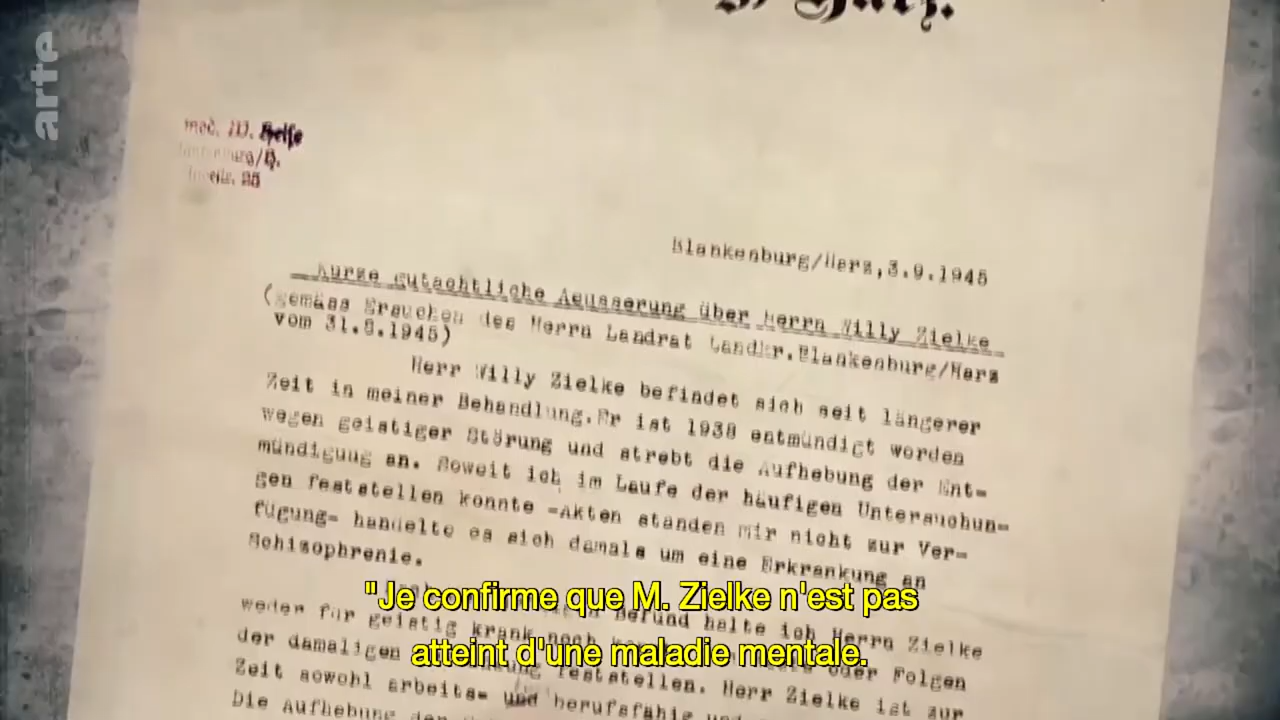 arte
Harz.
med. W.
Blankenburg/Harz, 3.9.1945
Kurze gutachtliche Aeusserung über Herrn Willy Zielke
(gemäss Ersuchen des Herrn Landrat Landkr.Blankenburg/Harz
vom 31.8.1945)
Herr Willy Zielke befindet sich seit längerer
Zeit in meiner Behandlung.Er ist 1938 entmündigt worden
wegen geistiger Störung und strebt die Aufhebung der Ent-
mündigung an. Soweit ich im Laufe der häufigen Untersuchun-
gen feststellen konnte -Akten standen mir nicht zur Ver-
fügung- handelte es sich damals um eine Erkrankung an
Schizophrenie.
Befund halte ich Herrn Zielke
weder für geistig krank noch oder Folgen
der damaligen feststellen. Herr Zielke ist zur
Zeit sowohl arbeits- und berufsfähig und
Die Aufhebung der
"Je confirme que M. Zielke n'est pas
atteint d'une maladie mentale.